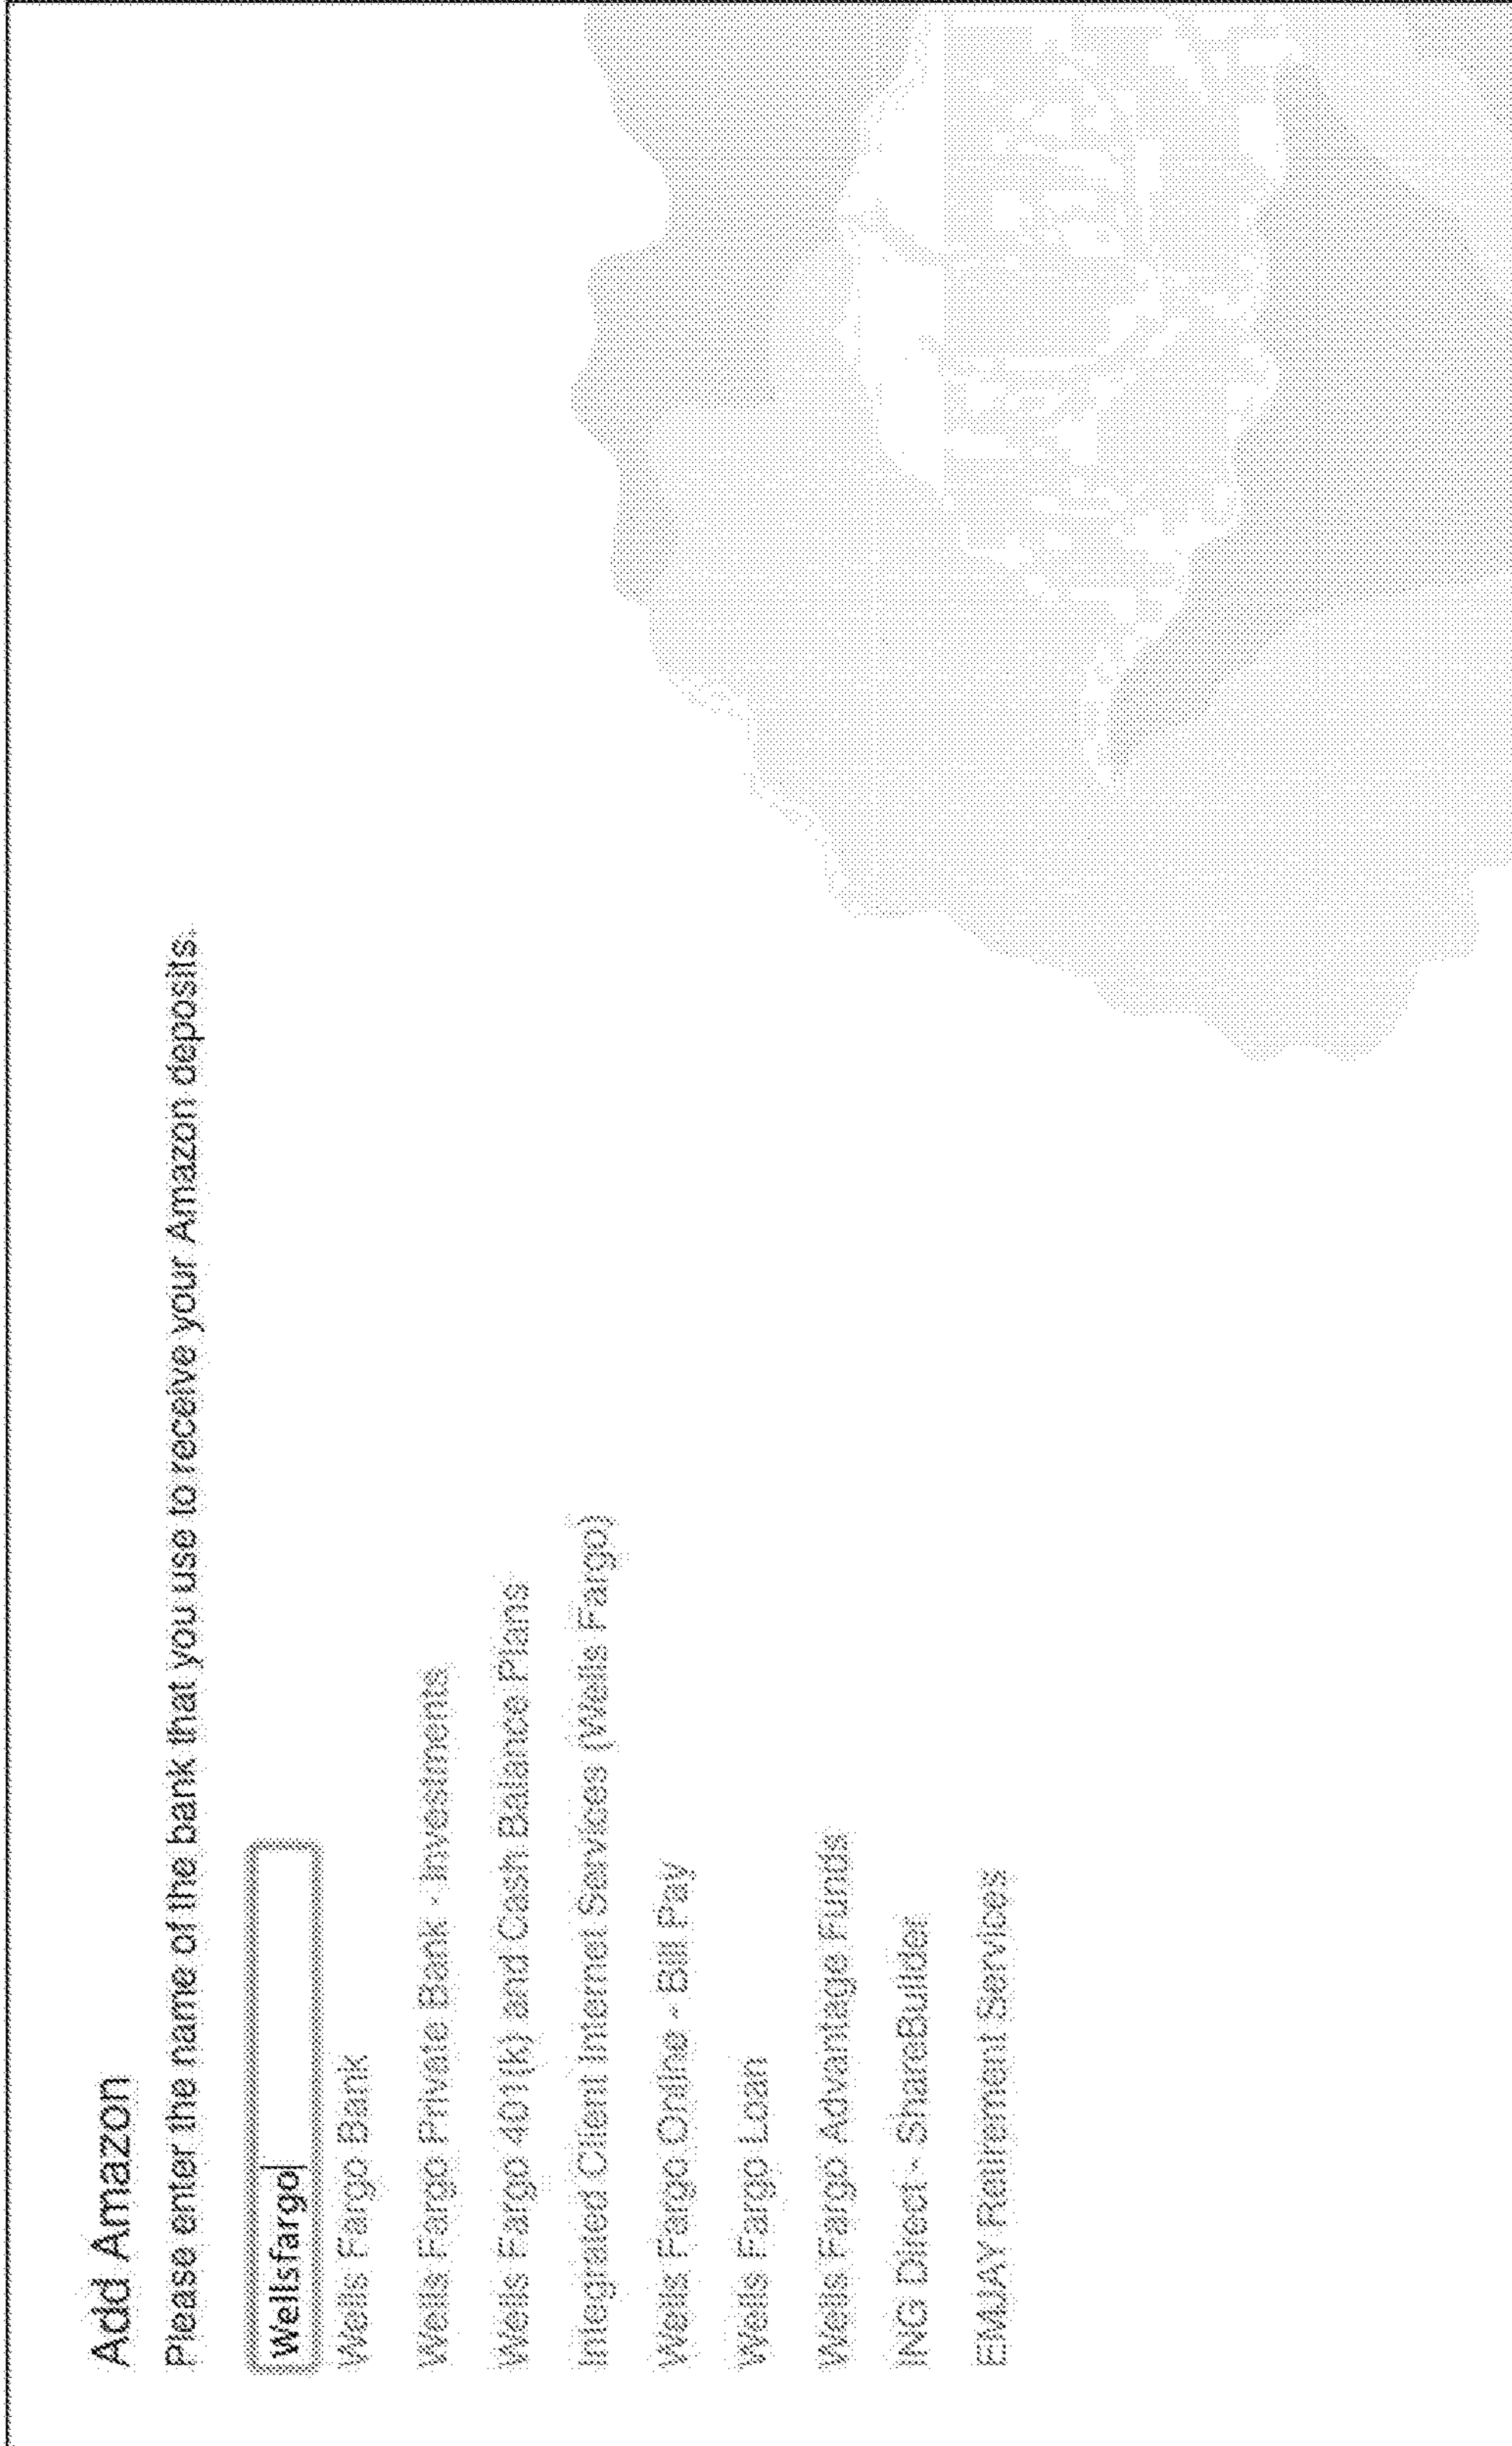 Add Amazon
Please enter the name of the bank that you use to receive your Amazon deposits.
Wellsfargo
Wells Fargo Bank
Wells Fargo Private Bank - Investments
Wells Fargo 401(k) and Cash Balance Plans
Integrated Client Internet Services (Wells Fargo)
Wells Fargo Online - Bill Pay
Wells Fargo Loan
Wells Fargo Advantage Funds
ING Direct - ShareBuilder
EMJAY Retirement Services